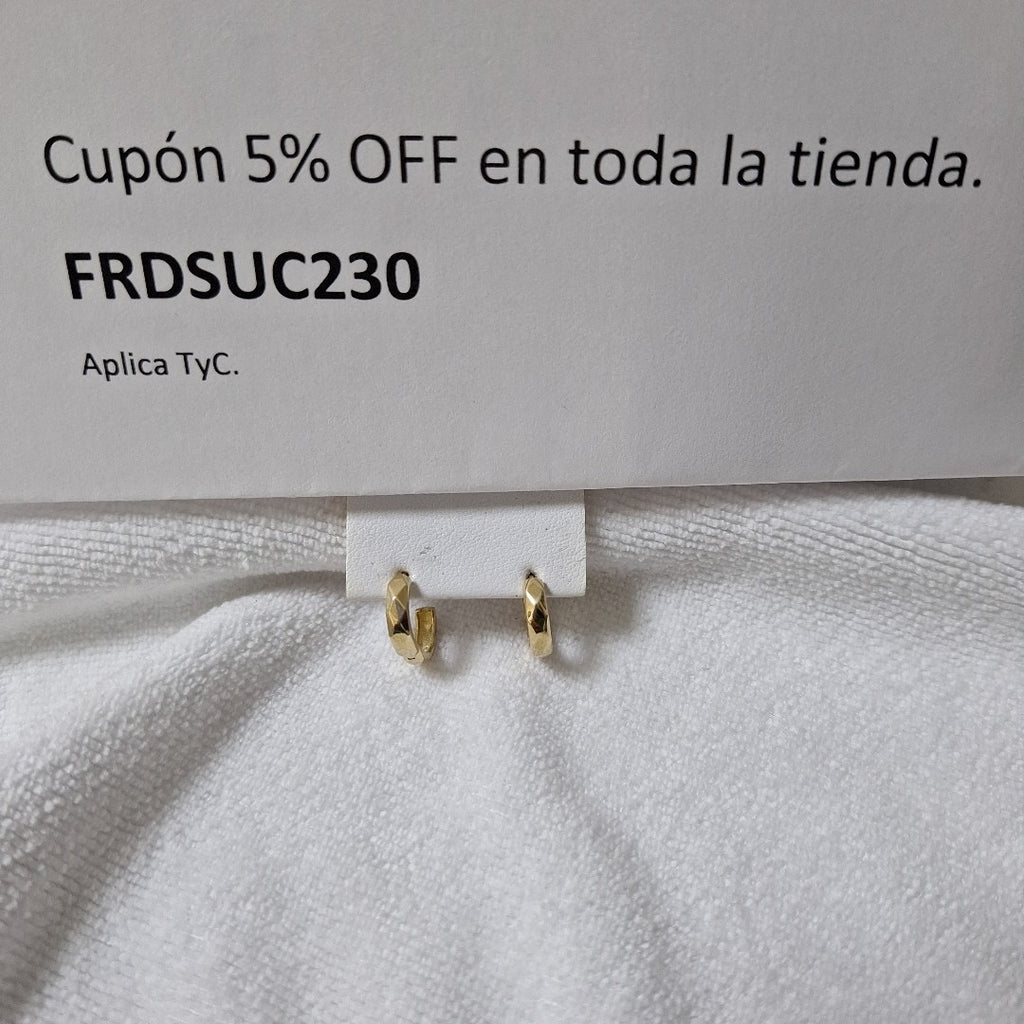 Cupón 5% OFF en toda la tienda.
FRDSUC230
Aplica TyC.